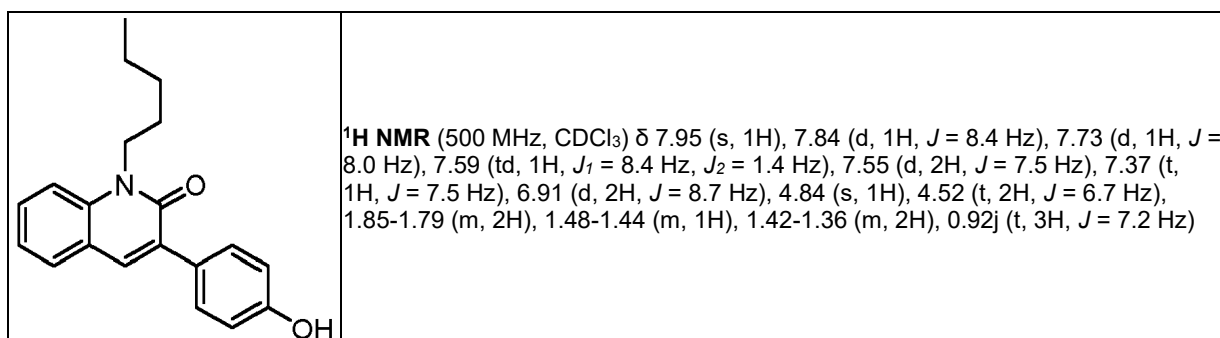 N
O
OH
¹H NMR (500 MHz, CDCl₃) δ 7.95 (s, 1H), 7.84 (d, 1H, J = 8.4 Hz), 7.73 (d, 1H, J =
8.0 Hz), 7.59 (td, 1H, J₁ = 8.4 Hz, J₂ = 1.4 Hz), 7.55 (d, 2H, J = 7.5 Hz), 7.37 (t,
1H, J = 7.5 Hz), 6.91 (d, 2H, J = 8.7 Hz), 4.84 (s, 1H), 4.52 (t, 2H, J = 6.7 Hz),
1.85-1.79 (m, 2H), 1.48-1.44 (m, 1H), 1.42-1.36 (m, 2H), 0.92j (t, 3H, J = 7.2 Hz)